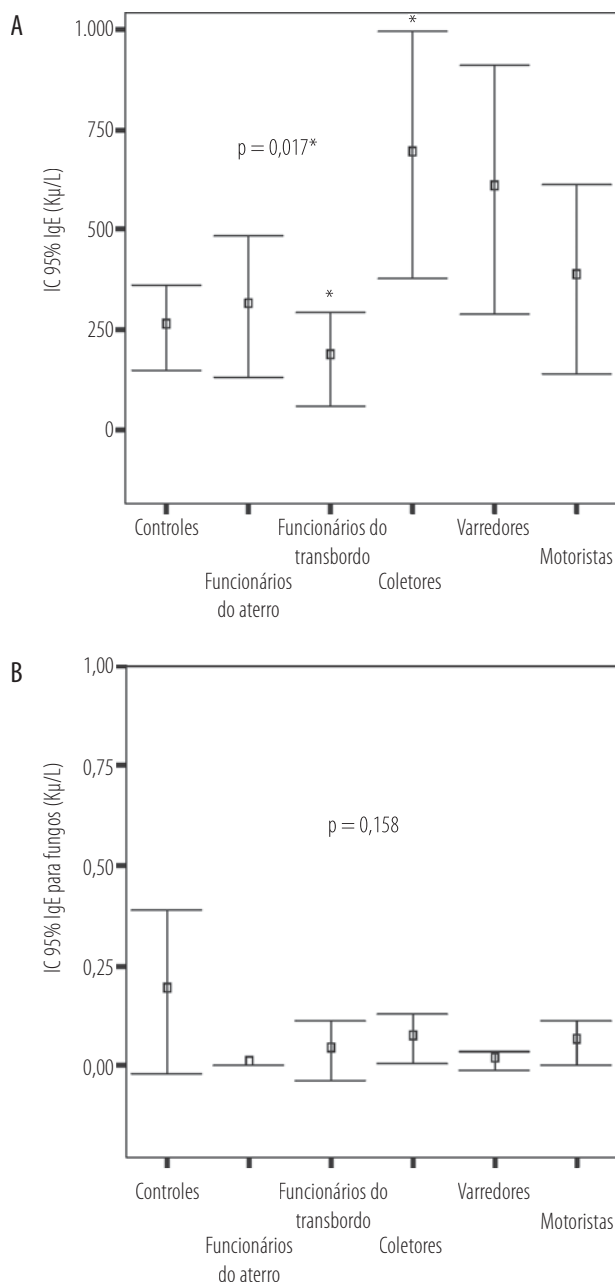 A
IC 95% IgE (Kμ/L)
1.000
750
500
250
0
p = 0,017*
*
*
Controles
Funcionários
do aterro
Funcionários do
transbordo
Coletores
Varredores
Motoristas
B
IC 95% IgE para fungos (Kμ/L)
1,00
0,75
0,50
0,25
0,00
p = 0,158
Controles
Funcionários
do aterro
Funcionários do
transbordo
Coletores
Varredores
Motoristas